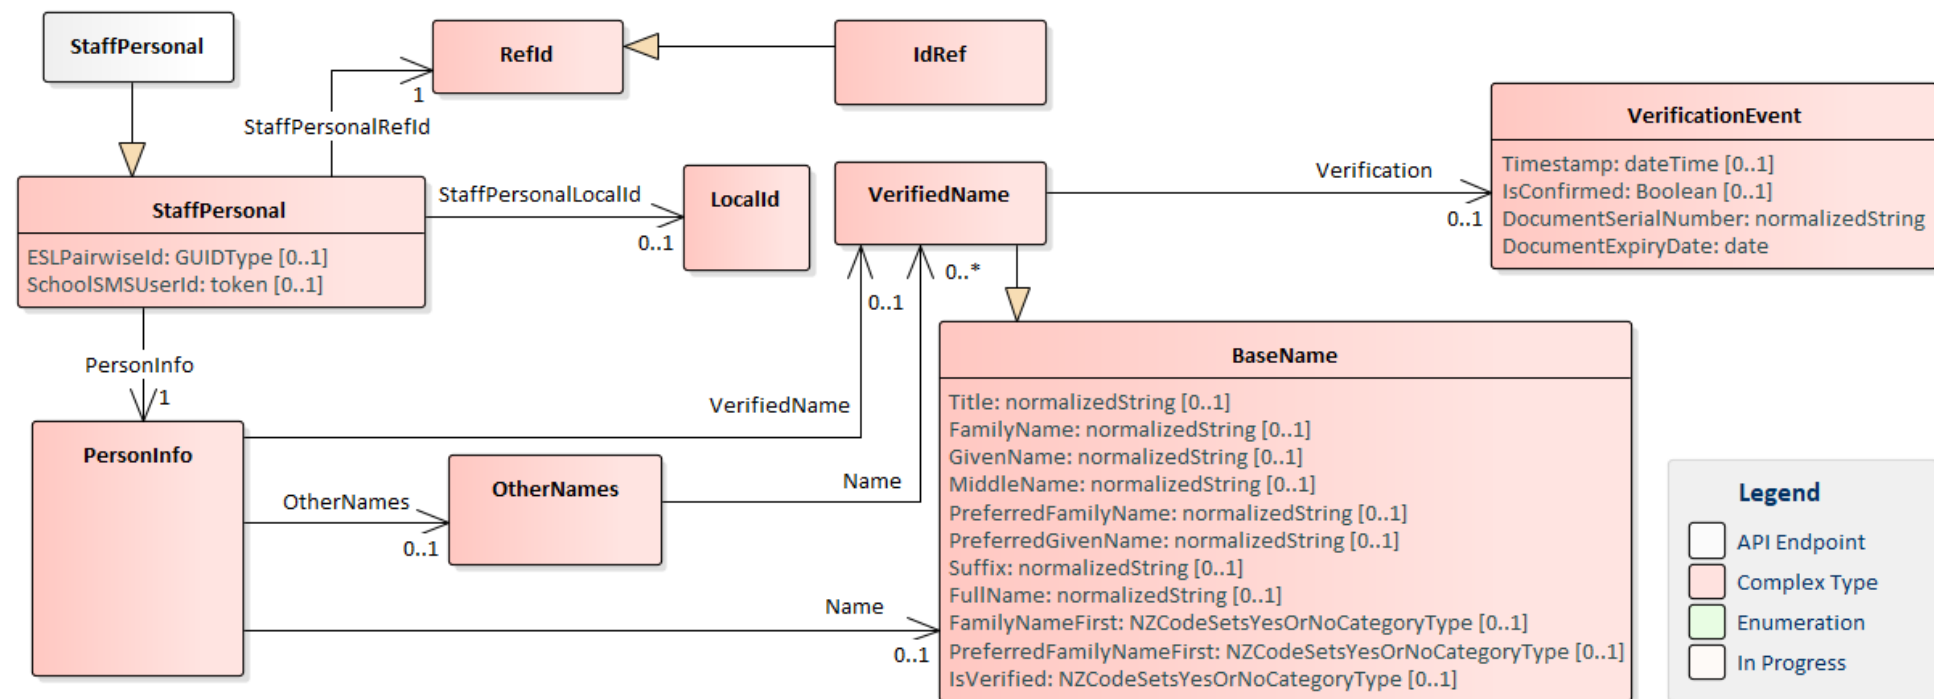 StaffPersonal
RefId
IdRef
1
StaffPersonalRefId
VerificationEvent
Timestamp: dateTime [0..1]
IsConfirmed: Boolean [0..1]
DocumentSerialNumber: normalizedString
DocumentExpiryDate: date
Verification
0..1
StaffPersonal
ESLPairwiseId: GUIDType [0..1]
SchoolSMSUserId: token [0..1]
StaffPersonalLocalId
0..1
LocalId
VerifiedName
0..*
0..1
PersonInfo
1
BaseName
Title: normalizedString [0..1]
FamilyName: normalizedString [0..1]
GivenName: normalizedString [0..1]
MiddleName: normalizedString [0..1]
PreferredFamilyName: normalizedString [0..1]
PreferredGivenName: normalizedString [0..1]
Suffix: normalizedString [0..1]
FullName: normalizedString [0..1]
FamilyNameFirst: NZCodeSetsYesOrNoCategoryType [0..1]
PreferredFamilyNameFirst: NZCodeSetsYesOrNoCategoryType [0..1]
IsVerified: NZCodeSetsYesOrNoCategoryType [0..1]
VerifiedName
PersonInfo
OtherNames
0..1
OtherNames
Name
Name
0..1
Legend
API Endpoint
Complex Type
Enumeration
In Progress